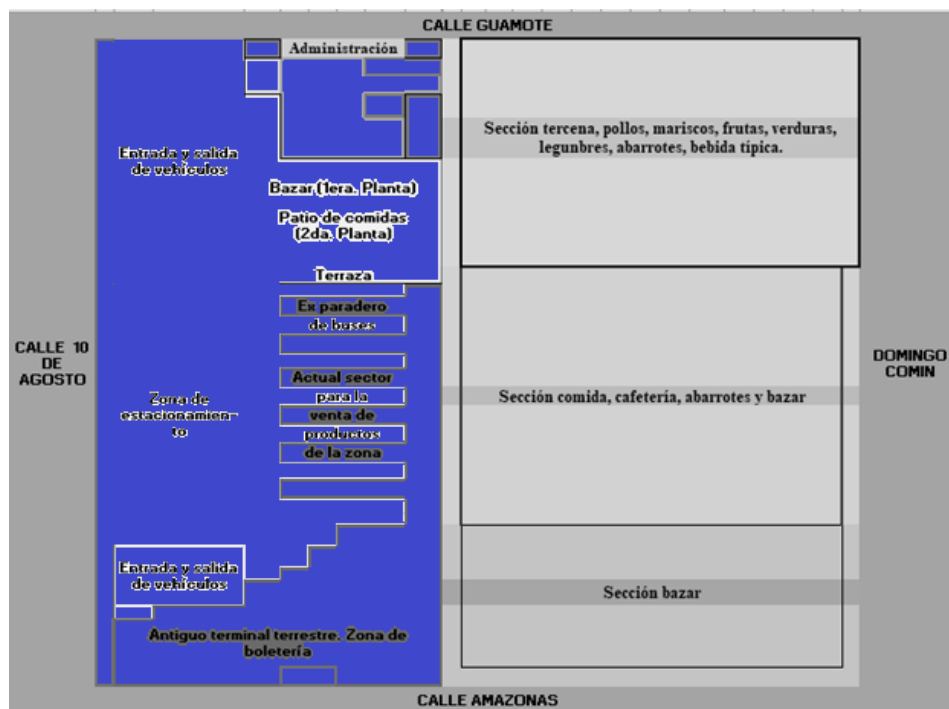 CALLE GUAMOTE
Administración
Sección tercena, pollos, mariscos, frutas, verduras,
legunbres, abarrotes, bebida típica.
Entrada y salida
de vehículos
Bazar (1era. Planta)
Patio de comidas
(2da. Planta)
Terraza
Ex paradero
de buses
CALLE 10
DE
AGOSTO
DOMINGO
COMIN
Actual sector
para la
venta de
productos
de la zona
Zona de
estacionamien-
to
Sección comida, cafetería, abarrotes y bazar
Entrada y salida
de vehículos
Sección bazar
Antiguo terminal terrestre. Zona de
boletería
CALLE AMAZONAS